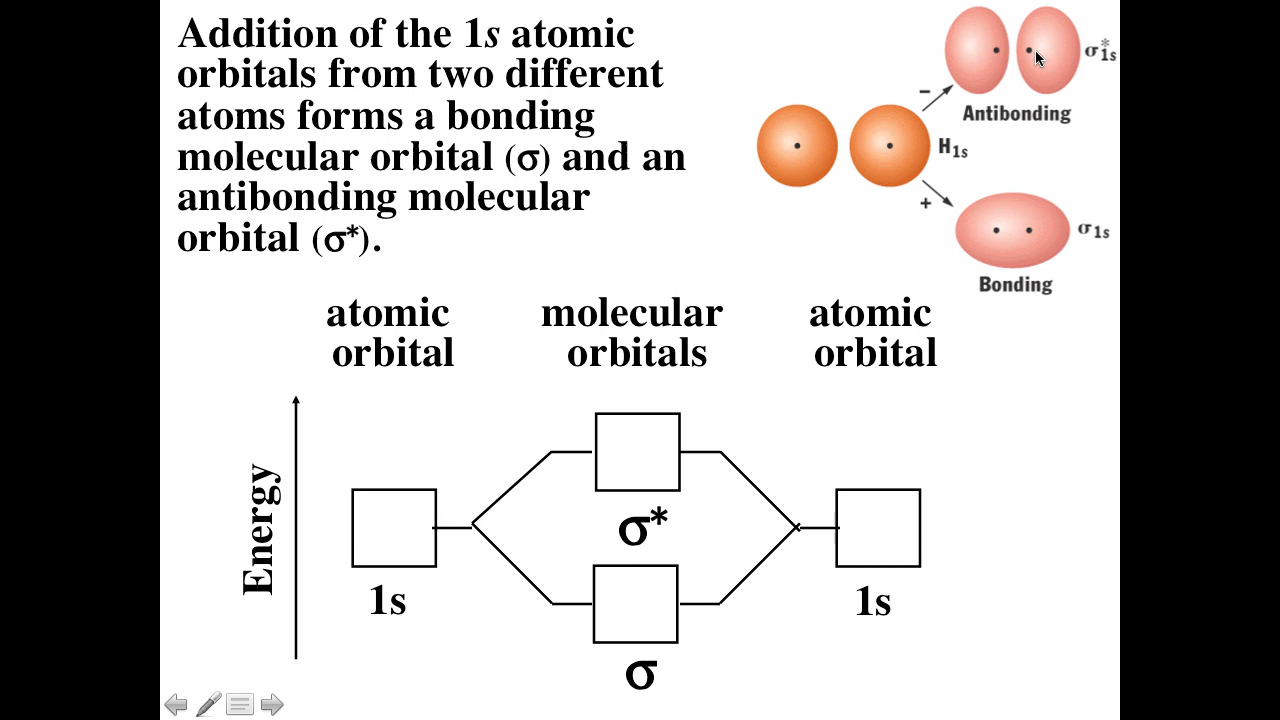 Addition of the 1s atomic
orbitals from two different
atoms forms a bonding
molecular orbital (σ) and an
antibonding molecular
orbital (σ*).
σ*1s
−
Antibonding
H1s
+
σ1s
Bonding
atomic
orbital
molecular
orbitals
atomic
orbital
Energy
σ*
1s
1s
σ